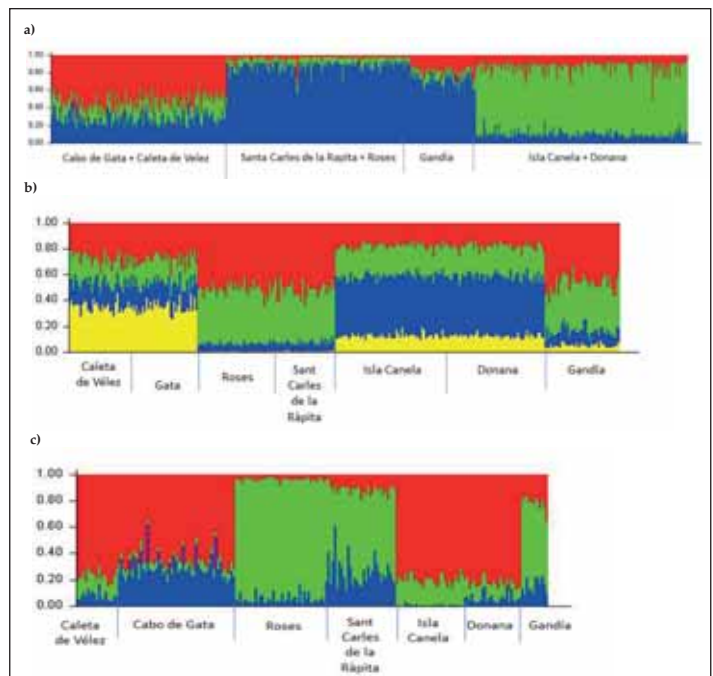 a)
1.00
0.80
0.60
0.40
0.20
0.00
Cabo de Gata + Caleta de Velez
Santa Carles de la Rapita + Roses
Gandía
Isla Canela + Donana
b)
1.00
0.80
0.60
0.40
0.20
0.00
Caleta
de Vélez
Gata
Roses
Sant
Carles
de la
Ràpita
Isla Canela
Donana
Gandía
c)
1.00
0.80
0.60
0.40
0.20
0.00
Caleta
de Vélez
Cabo de Gata
Roses
Sant
Carles
de la
Ràpita
Isla
Canela
Donana
Gandía